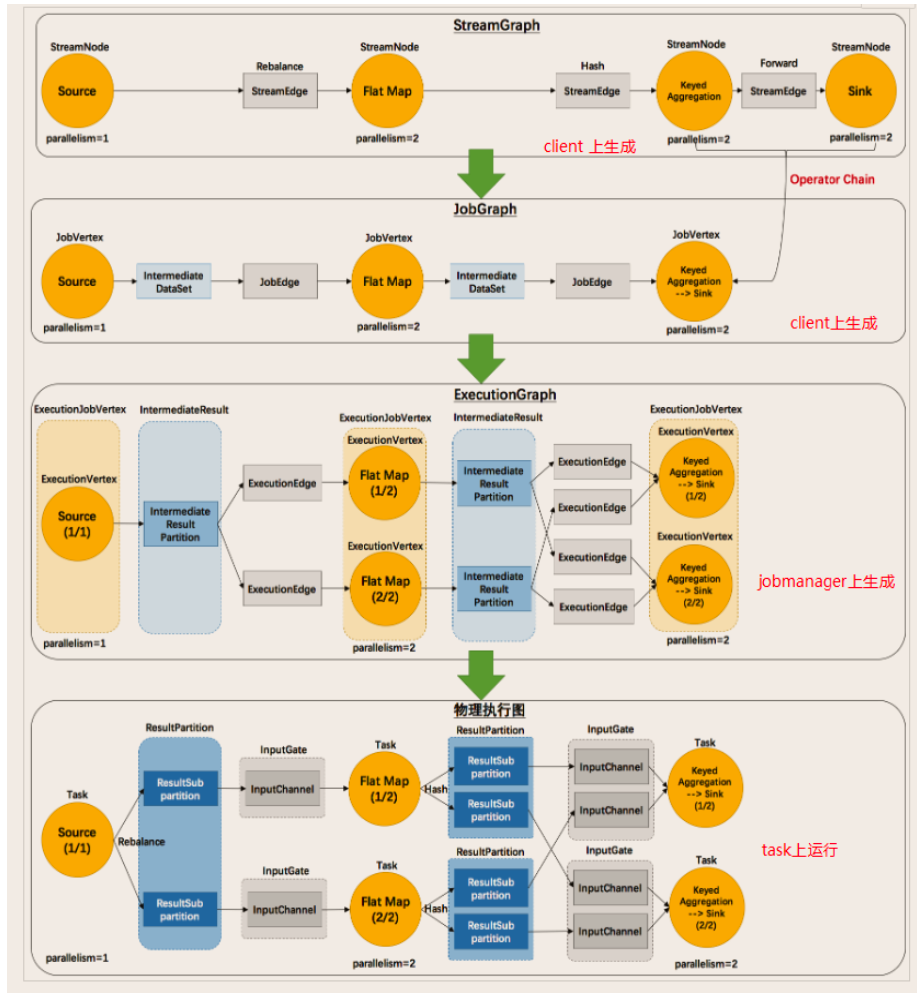 StreamGraph
StreamNode
StreamNode
StreamNode
StreamNode
Rebalance
Hash
Forward
Source
StreamEdge
Flat Map
StreamEdge
Keyed
Aggregation
StreamEdge
Sink
parallelism=1
parallelism=2
parallelism=2
parallelism=2
client 上生成
Operator Chain
JobGraph
JobVertex
JobVertex
JobVertex
Source
Intermediate
DataSet
JobEdge
Flat Map
Intermediate
DataSet
JobEdge
Keyed
Aggregation
--> Sink
parallelism=1
parallelism=2
parallelism=2
client上生成
ExecutionGraph
ExecutionJobVertex
IntermediateResult
ExecutionJobVertex
IntermediateResult
ExecutionJobVertex
ExecutionVertex
Source
(1/1)
Intermediate
Result
Partition
ExecutionEdge
ExecutionEdge
ExecutionVertex
Flat Map
(1/2)
ExecutionVertex
Flat Map
(2/2)
Intermediate
Result
Partition
Intermediate
Result
Partition
ExecutionEdge
ExecutionEdge
ExecutionEdge
ExecutionEdge
ExecutionVertex
Keyed
Aggregation
--> Sink
(1/2)
ExecutionVertex
Keyed
Aggregation
--> Sink
(2/2)
parallelism=1
parallelism=2
parallelism=2
jobmanager上生成
物理执行图
Task
Source
(1/1)
Rebalance
ResultPartition
ResultSub
partition
ResultSub
partition
InputGate
InputChannel
InputGate
InputChannel
Task
Flat Map
(1/2)
Hash
Task
Flat Map
(2/2)
Hash
ResultPartition
ResultSub
partition
ResultSub
partition
ResultPartition
ResultSub
partition
ResultSub
partition
InputGate
InputChannel
InputChannel
InputGate
InputChannel
InputChannel
Task
Keyed
Aggregation
--> Sink
(1/2)
Task
Keyed
Aggregation
--> Sink
(2/2)
parallelism=1
parallelism=2
parallelism=2
task上运行